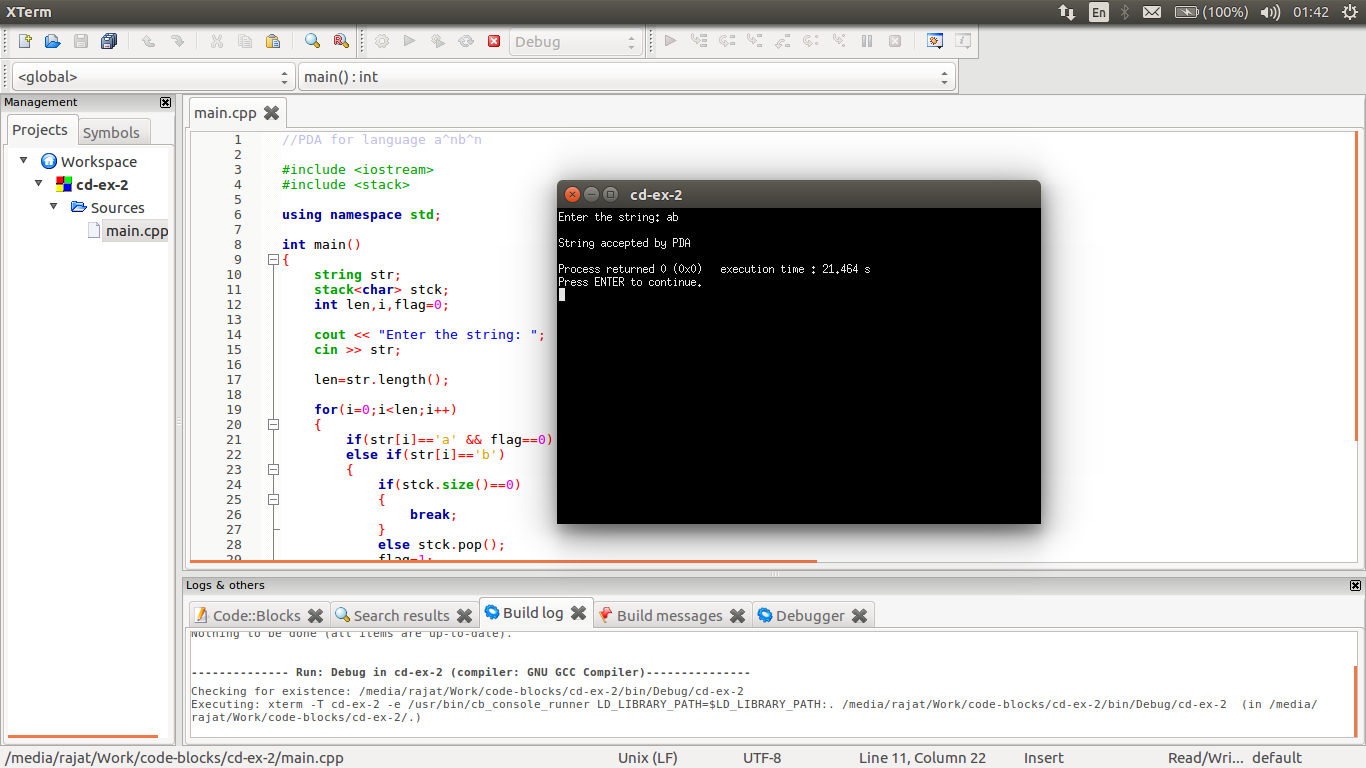 XTerm
En
(100%)
01:42
Debug
<global>
main() : int
Management
Projects
Symbols
Workspace
cd-ex-2
Sources
main.cpp
main.cpp
1 //PDA for language a^nb^n
2
3 #include <iostream>
4 #include <stack>
5
6 using namespace std;
7
8 int main()
9 {
10 string str;
11 stack<char> stck;
12 int len,i,flag=0;
13
14 cout << "Enter the string: ";
15 cin >> str;
16
17 len=str.length();
18
19 for(i=0;i<len;i++)
20 {
21 if(str[i]=='a' && flag==0)
22 else if(str[i]=='b')
23 {
24 if(stck.size()==0)
25 {
26 break;
27 }
28 else stck.pop();
29 flag=1;
cd-ex-2
Enter the string: ab
String accepted by PDA
Process returned 0 (0x0) execution time : 21.464 s
Press ENTER to continue.
Logs & others
Code::Blocks
Search results
Build log
Build messages
Debugger
Nothing to be done (all items are up-to-date).
-------------- Run: Debug in cd-ex-2 (compiler: GNU GCC Compiler)---------------
Checking for existence: /media/rajat/Work/code-blocks/cd-ex-2/bin/Debug/cd-ex-2
Executing: xterm -T cd-ex-2 -e /usr/bin/cb_console_runner LD_LIBRARY_PATH=$LD_LIBRARY_PATH:. /media/rajat/Work/code-blocks/cd-ex-2/bin/Debug/cd-ex-2 (in /media/
rajat/Work/code-blocks/cd-ex-2/.)
/media/rajat/Work/code-blocks/cd-ex-2/main.cpp
Unix (LF)
UTF-8
Line 11, Column 22
Insert
Read/Wri...
default